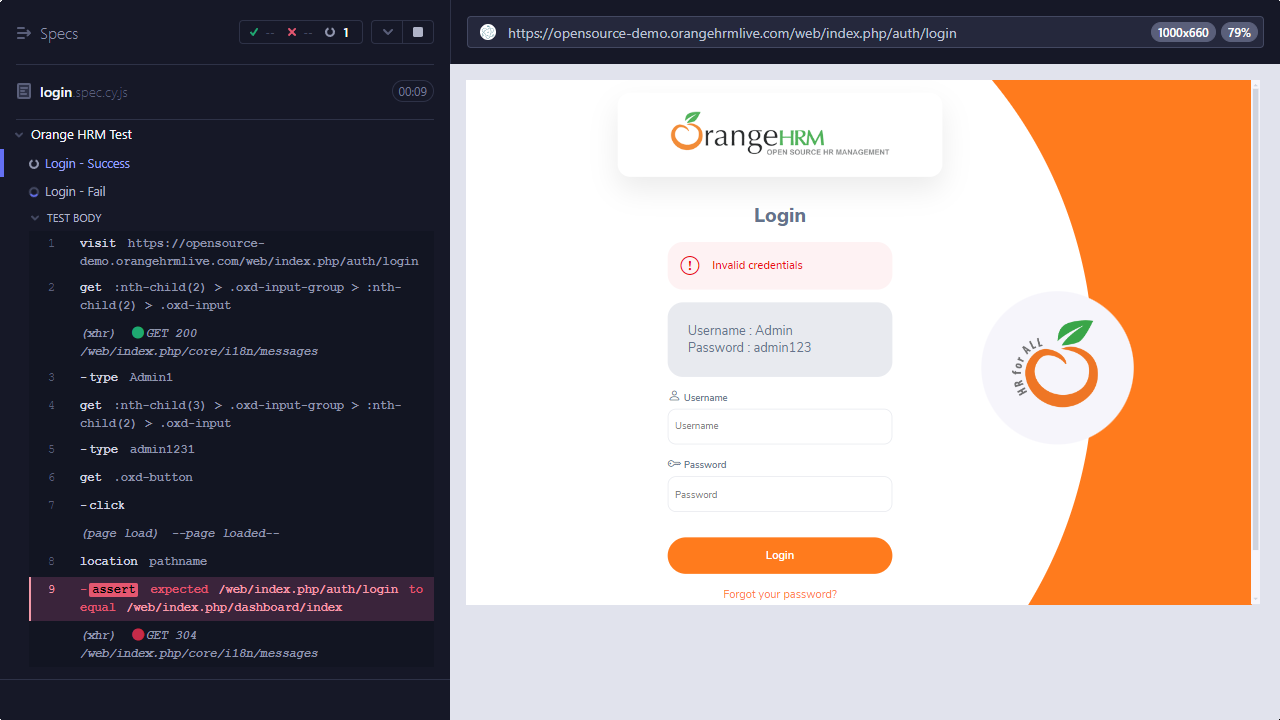 Specs
-- -- 1
login.spec.cy.js 00:09
Orange HRM Test
Login - Success
Login - Fail
TEST BODY
1 visit https://opensource-
demo.orangehrmlive.com/web/index.php/auth/login
2 get :nth-child(2) > .oxd-input-group > :nth-
child(2) > .oxd-input
(xhr) GET 200
/web/index.php/core/i18n/messages
3 -type Admin1
4 get :nth-child(3) > .oxd-input-group > :nth-
child(2) > .oxd-input
5 -type admin1231
6 get .oxd-button
7 -click
(page load) --page loaded--
8 location pathname
9 -assert expected /web/index.php/auth/login to
equal /web/index.php/dashboard/index
(xhr) GET 304
/web/index.php/core/i18n/messages
https://opensource-demo.orangehrmlive.com/web/index.php/auth/login 1000x660 79%
OrangeHRM
OPEN SOURCE HR MANAGEMENT
Login
Invalid credentials
Username : Admin
Password : admin123
Username
Username
Password
Password
Login
Forgot your password?
HR for ALL